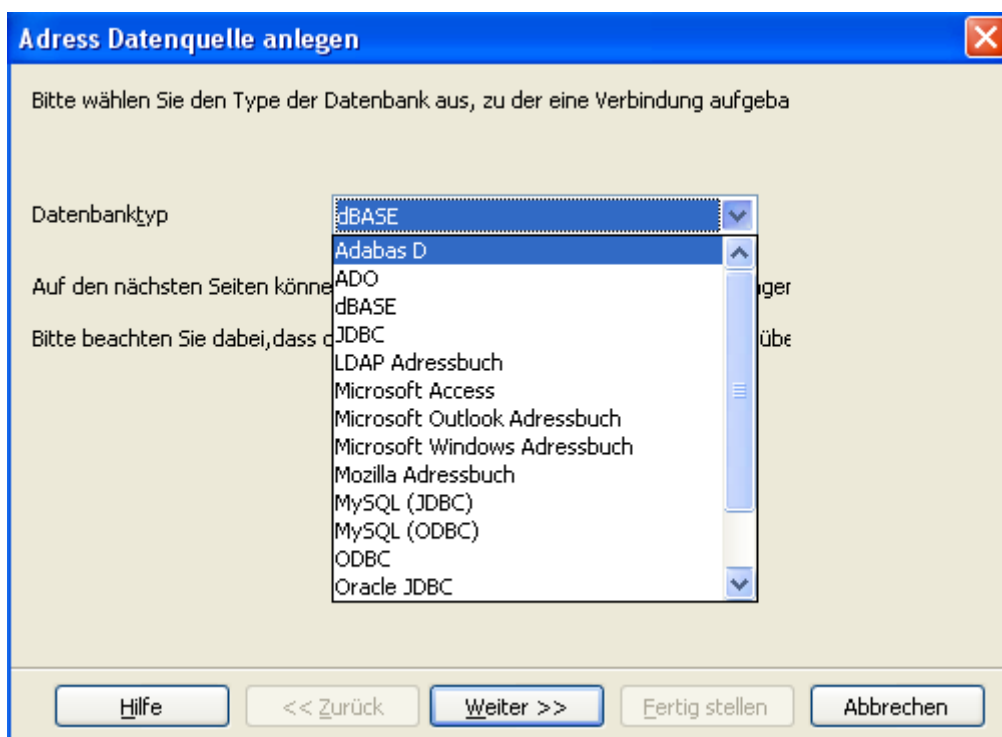 Adress Datenquelle anlegen
Bitte wählen Sie den Type der Datenbank aus, zu der eine Verbindung aufgeba
Datenbanktyp
dBASE
Adabas D
ADO
Auf den nächsten Seiten könne
dBASE
JDBC
Bitte beachten Sie dabei,dass
übe
LDAP Adressbuch
Microsoft Access
Microsoft Outlook Adressbuch
Microsoft Windows Adressbuch
Mozilla Adressbuch
MySQL (JDBC)
MySQL (ODBC)
ODBC
Oracle JDBC
Hilfe
<< Zurück
Weiter >>
Fertig stellen
Abbrechen